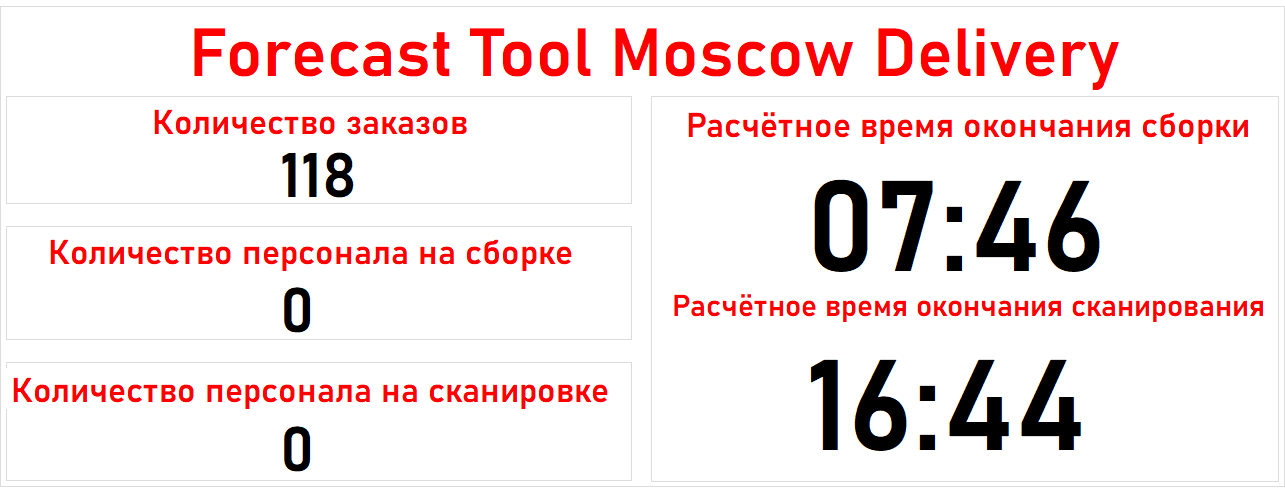 Forecast Tool Moscow Delivery
Количество заказов
118
Количество персонала на сборке
0
Количество персонала на сканировке
0
Расчётное время окончания сборки
07:46
Расчётное время окончания сканирования
16:44